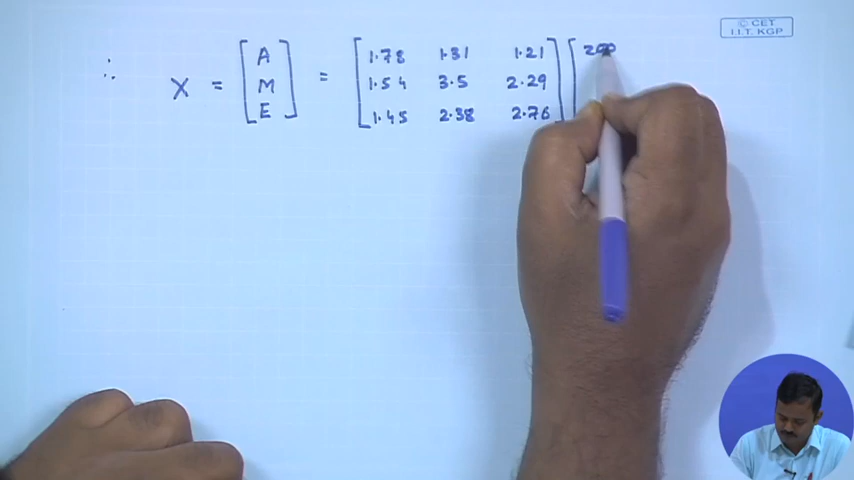 © CET
I.I.T. KGP
∴ X = [A M E] = [1.78 1.31 1.21
1.54 3.5 2.29
1.45 2.38 2.76] [200